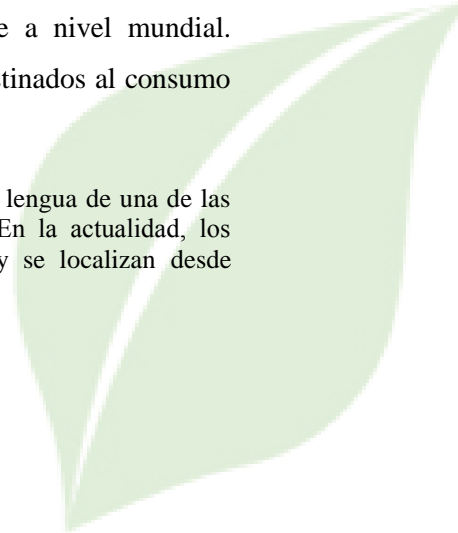 e a nivel mundial.
tinados al consumo
lengua de una de las
En la actualidad, los
y se localizan desde